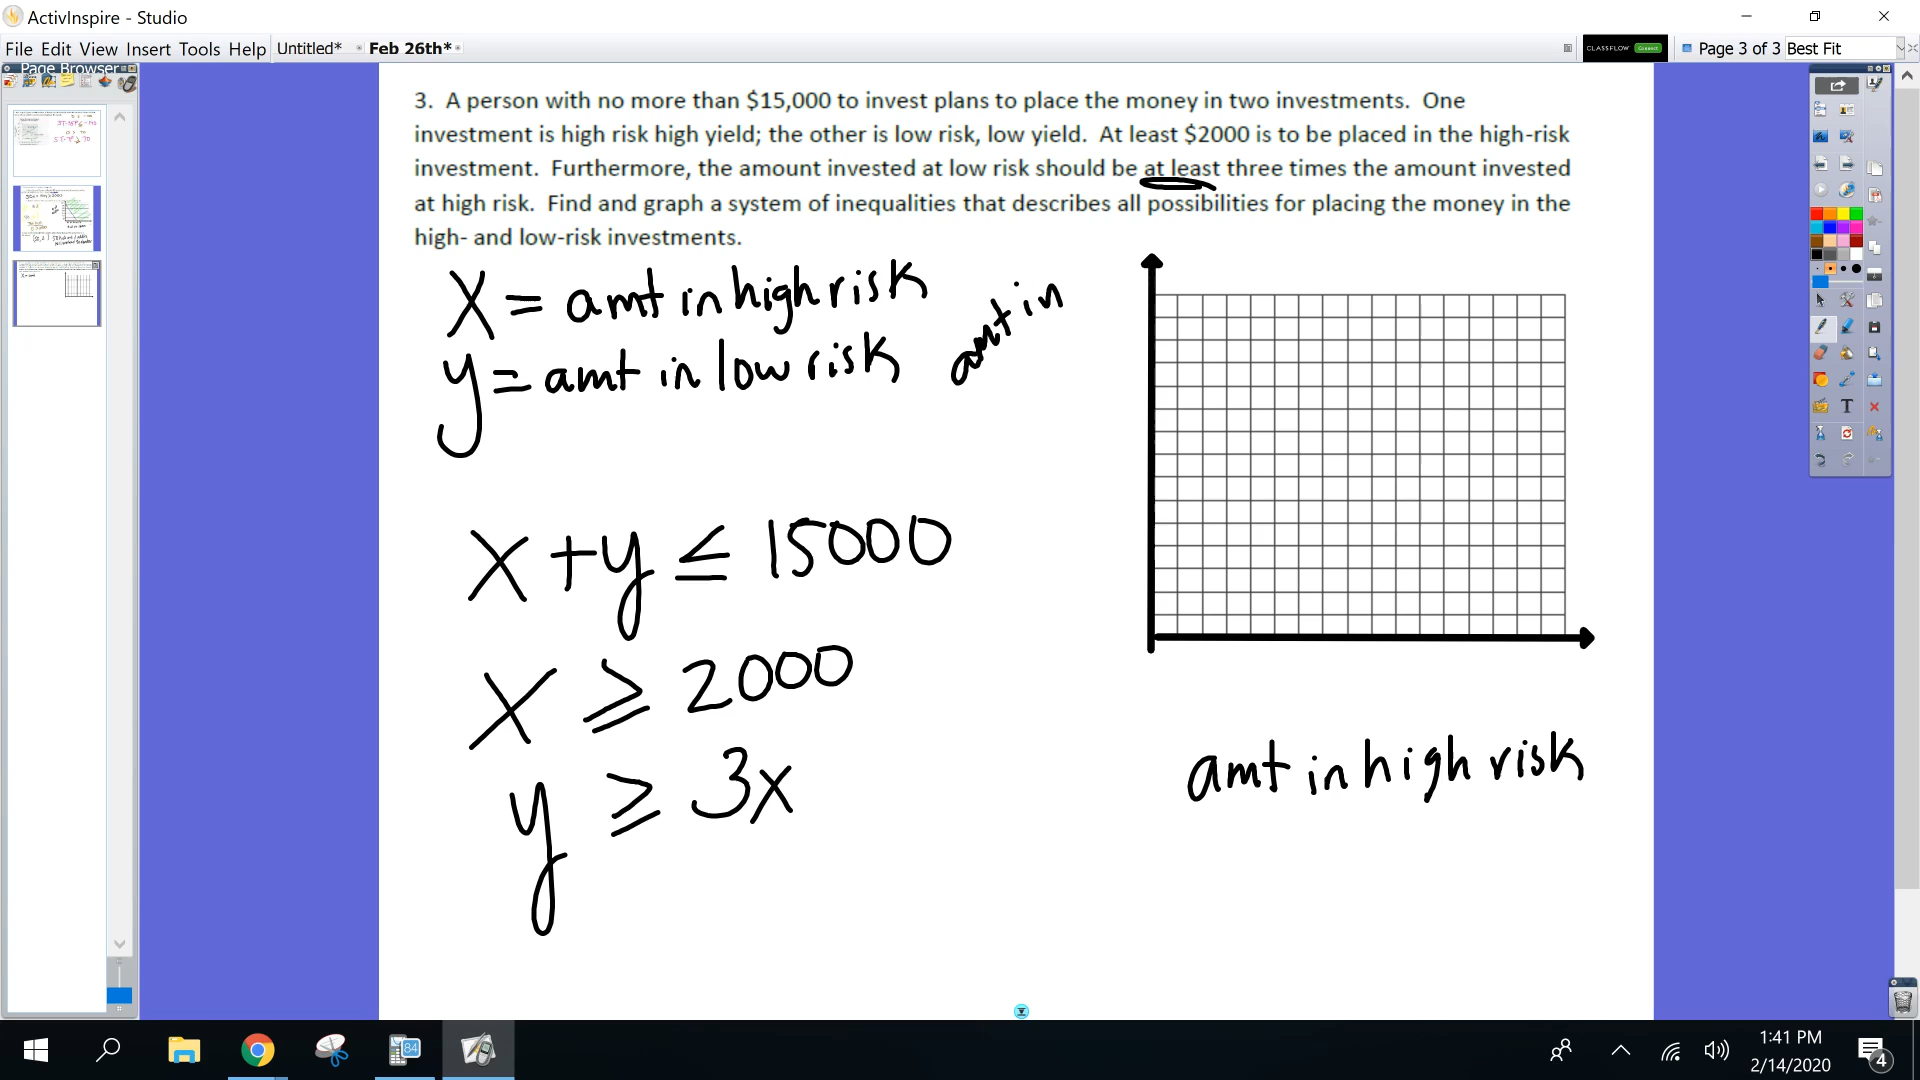 ActivInspire - Studio
File Edit View Insert Tools Help Untitled* Feb 26th* CLASSFLOW Connect Page 3 of 3 Best Fit
Page Browser
3. A person with no more than $15,000 to invest plans to place the money in two investments. One
investment is high risk high yield; the other is low risk, low yield. At least $2000 is to be placed in the high-risk
investment. Furthermore, the amount invested at low risk should be at least three times the amount invested
at high risk. Find and graph a system of inequalities that describes all possibilities for placing the money in the
high- and low-risk investments.
X = amt in high risk
y = amt in low risk
amt in
x + y ≤ 15000
x ≥ 2000
y ≥ 3x
amt in high risk
84
1:41 PM
2/14/2020
4